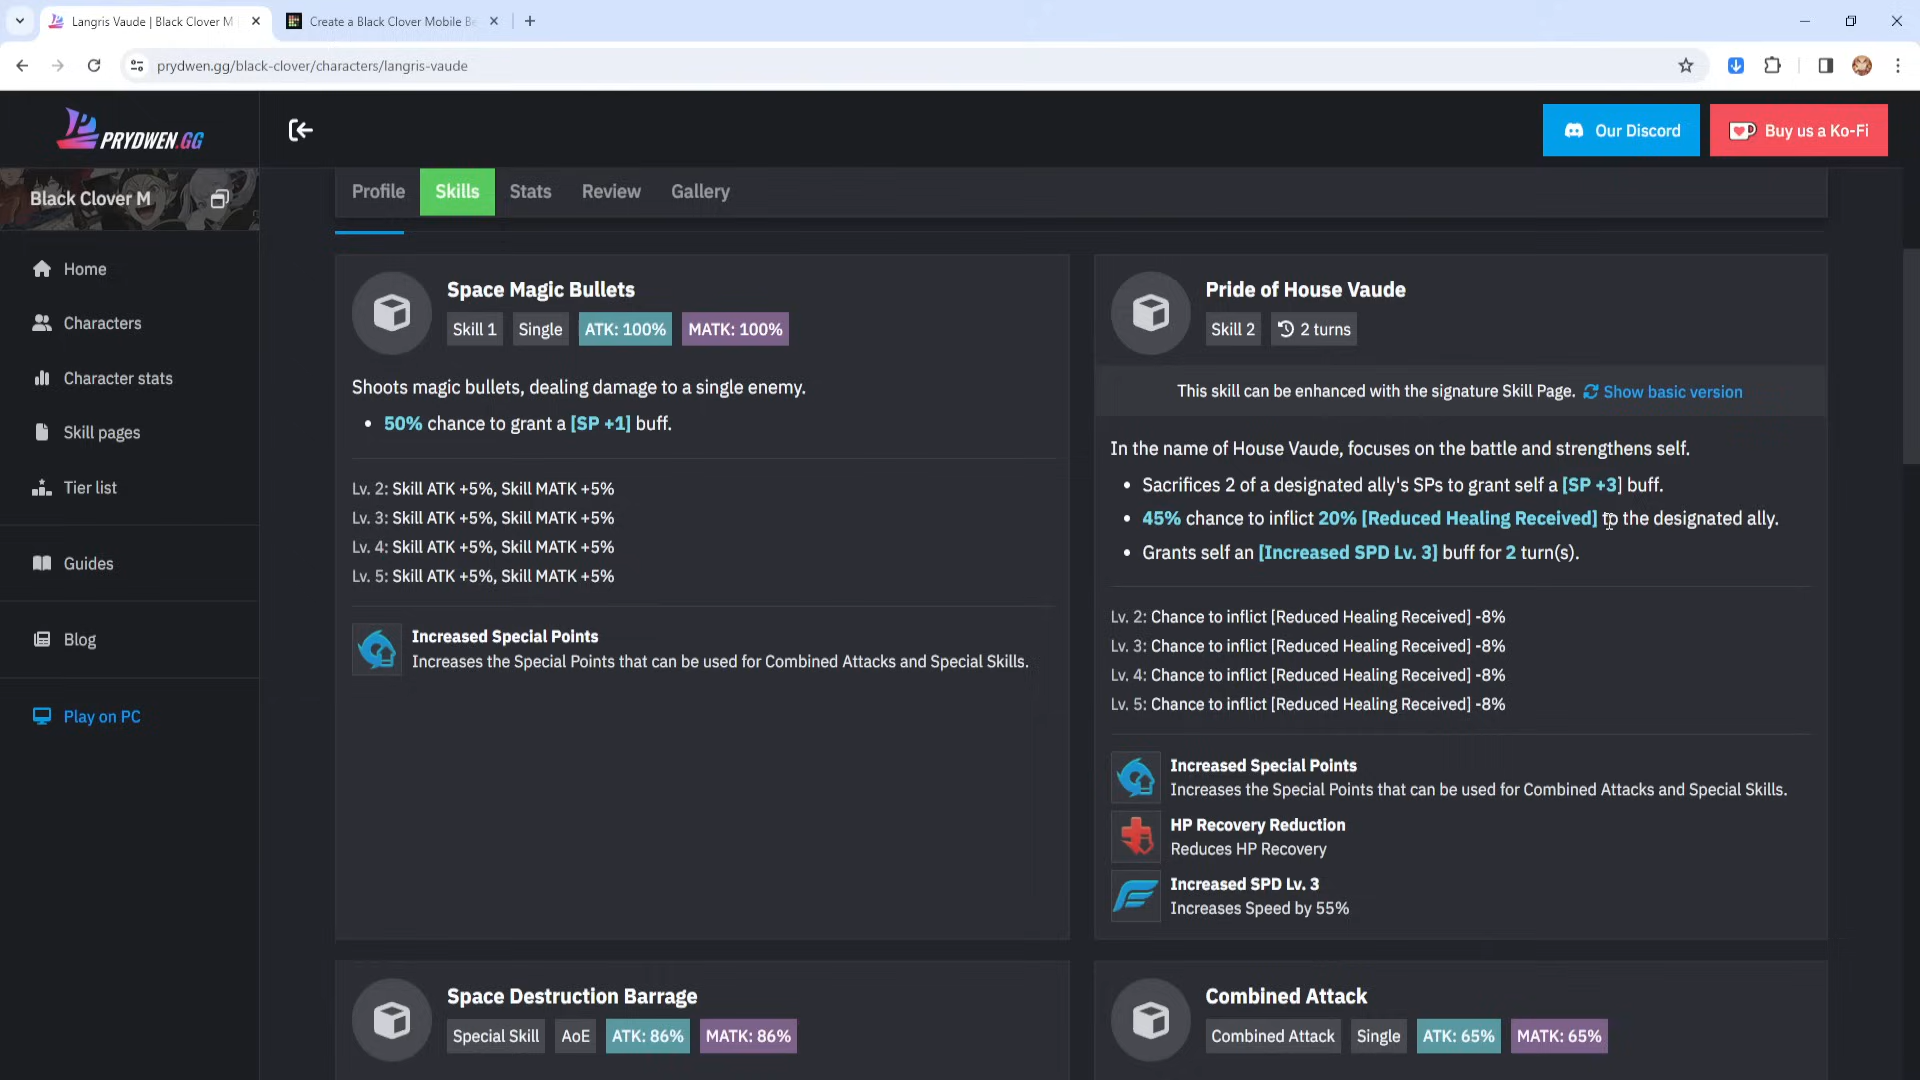 Langris Vaude | Black Clover M
Create a Black Clover Mobile Be
prydwen.gg/black-clover/characters/langris-vaude
PRYDWEN.GG
Our Discord
Buy us a Ko-Fi
Black Clover M
Home
Characters
Character stats
Skill pages
Tier list
Guides
Blog
Play on PC
Profile
Skills
Stats
Review
Gallery
Space Magic Bullets
Skill 1
Single
ATK: 100%
MATK: 100%
Shoots magic bullets, dealing damage to a single enemy.
• 50% chance to grant a [SP +1] buff.
Lv. 2: Skill ATK +5%, Skill MATK +5%
Lv. 3: Skill ATK +5%, Skill MATK +5%
Lv. 4: Skill ATK +5%, Skill MATK +5%
Lv. 5: Skill ATK +5%, Skill MATK +5%
Increased Special Points
Increases the Special Points that can be used for Combined Attacks and Special Skills.
Pride of House Vaude
Skill 2
2 turns
This skill can be enhanced with the signature Skill Page. Show basic version
In the name of House Vaude, focuses on the battle and strengthens self.
• Sacrifices 2 of a designated ally's SPs to grant self a [SP +3] buff.
• 45% chance to inflict 20% [Reduced Healing Received] to the designated ally.
• Grants self an [Increased SPD Lv. 3] buff for 2 turn(s).
Lv. 2: Chance to inflict [Reduced Healing Received] -8%
Lv. 3: Chance to inflict [Reduced Healing Received] -8%
Lv. 4: Chance to inflict [Reduced Healing Received] -8%
Lv. 5: Chance to inflict [Reduced Healing Received] -8%
Increased Special Points
Increases the Special Points that can be used for Combined Attacks and Special Skills.
HP Recovery Reduction
Reduces HP Recovery
Increased SPD Lv. 3
Increases Speed by 55%
Space Destruction Barrage
Special Skill
AoE
ATK: 86%
MATK: 86%
Combined Attack
Combined Attack
Single
ATK: 65%
MATK: 65%